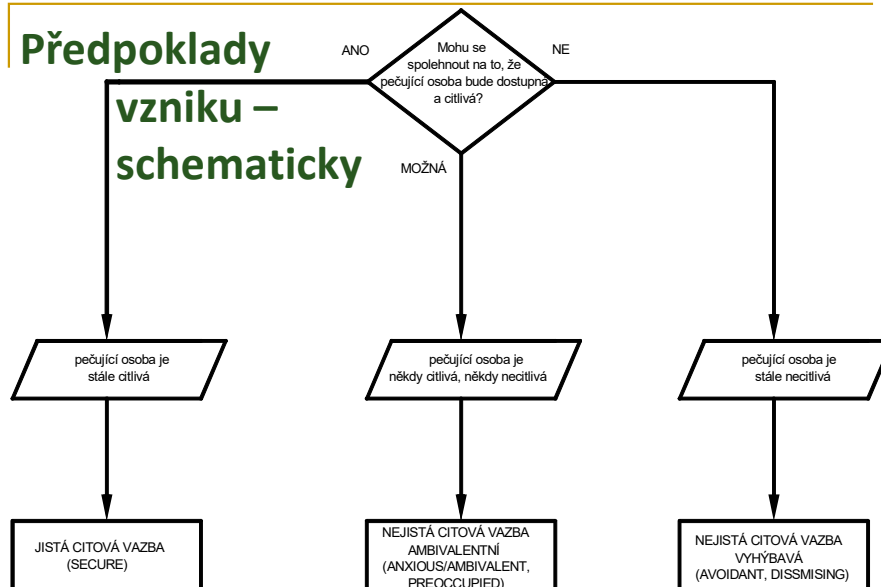 Předpoklady
vzniku –
schematicky
ANO
Mohu se
spolehnout na to, že
pečující osoba bude dostupná
a citlivá?
NE
MOŽNÁ
pečující osoba je
stále citlivá
pečující osoba je
někdy citlivá, někdy necitlivá
pečující osoba je
stále necitlivá
JISTÁ CITOVÁ VAZBA
(SECURE)
NEJISTÁ CITOVÁ VAZBA
AMBIVALENTNÍ
(ANXIOUS/AMBIVALENT,
PREOCCUPIED)
NEJISTÁ CITOVÁ VAZBA
VYHÝBAVÁ
(AVOIDANT, DISSMISING)